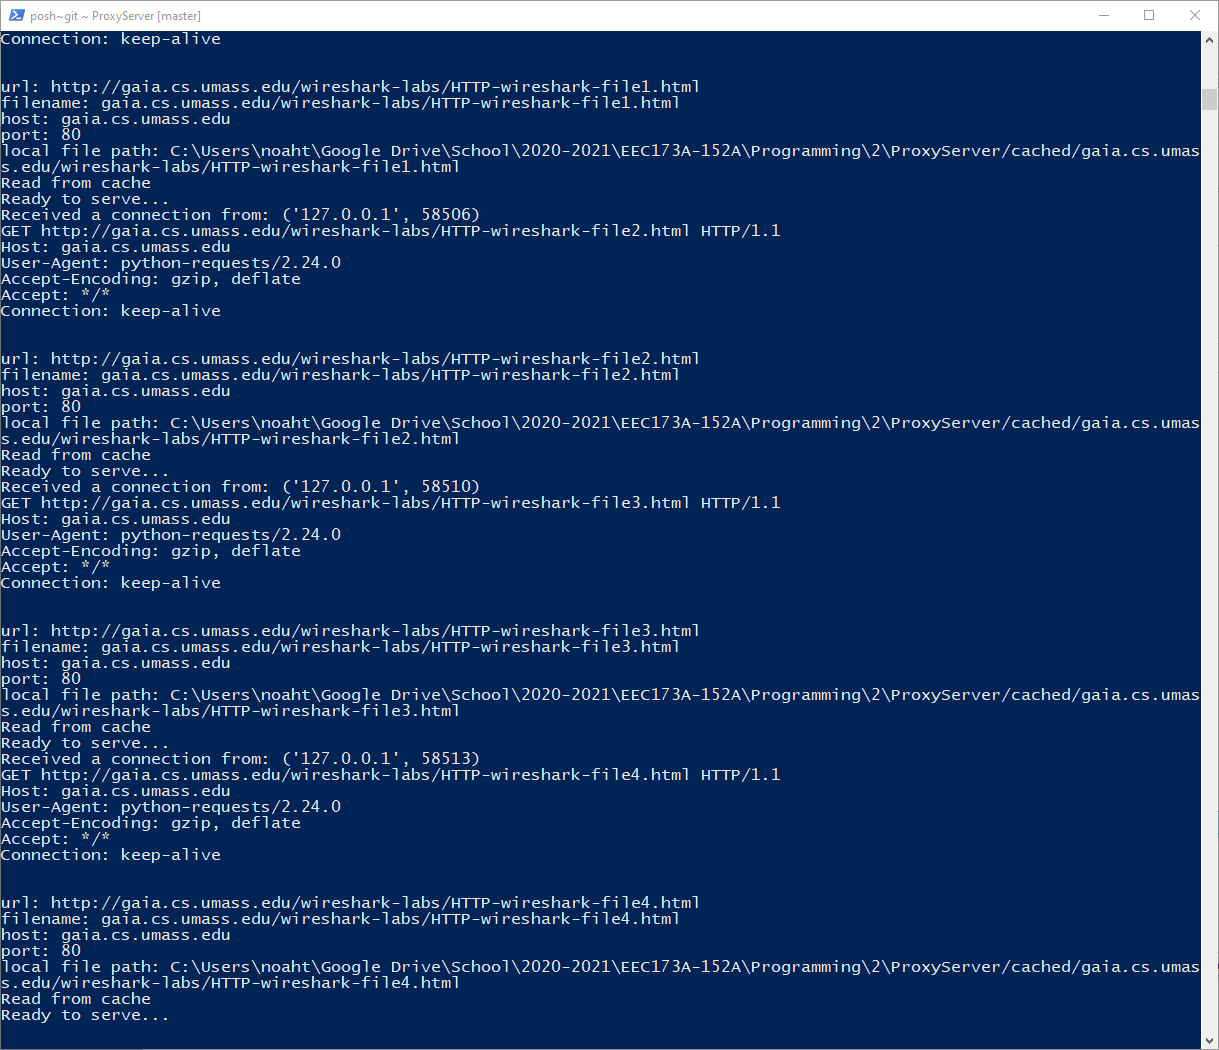 posh~git ~ ProxyServer [master]
Connection: keep-alive
url: http://gaia.cs.umass.edu/wireshark-labs/HTTP-wireshark-file1.html
filename: gaia.cs.umass.edu/wireshark-labs/HTTP-wireshark-file1.html
host: gaia.cs.umass.edu
port: 80
local file path: C:\Users\noaht\Google Drive\School\2020-2021\EEC173A-152A\Programming\2\ProxyServer/cached/gaia.cs.umas
s.edu/wireshark-labs/HTTP-wireshark-file1.html
Read from cache
Ready to serve...
Received a connection from: ('127.0.0.1', 58506)
GET http://gaia.cs.umass.edu/wireshark-labs/HTTP-wireshark-file2.html HTTP/1.1
Host: gaia.cs.umass.edu
User-Agent: python-requests/2.24.0
Accept-Encoding: gzip, deflate
Accept: */*
Connection: keep-alive
url: http://gaia.cs.umass.edu/wireshark-labs/HTTP-wireshark-file2.html
filename: gaia.cs.umass.edu/wireshark-labs/HTTP-wireshark-file2.html
host: gaia.cs.umass.edu
port: 80
local file path: C:\Users\noaht\Google Drive\School\2020-2021\EEC173A-152A\Programming\2\ProxyServer/cached/gaia.cs.umas
s.edu/wireshark-labs/HTTP-wireshark-file2.html
Read from cache
Ready to serve...
Received a connection from: ('127.0.0.1', 58510)
GET http://gaia.cs.umass.edu/wireshark-labs/HTTP-wireshark-file3.html HTTP/1.1
Host: gaia.cs.umass.edu
User-Agent: python-requests/2.24.0
Accept-Encoding: gzip, deflate
Accept: */*
Connection: keep-alive
url: http://gaia.cs.umass.edu/wireshark-labs/HTTP-wireshark-file3.html
filename: gaia.cs.umass.edu/wireshark-labs/HTTP-wireshark-file3.html
host: gaia.cs.umass.edu
port: 80
local file path: C:\Users\noaht\Google Drive\School\2020-2021\EEC173A-152A\Programming\2\ProxyServer/cached/gaia.cs.umas
s.edu/wireshark-labs/HTTP-wireshark-file3.html
Read from cache
Ready to serve...
Received a connection from: ('127.0.0.1', 58513)
GET http://gaia.cs.umass.edu/wireshark-labs/HTTP-wireshark-file4.html HTTP/1.1
Host: gaia.cs.umass.edu
User-Agent: python-requests/2.24.0
Accept-Encoding: gzip, deflate
Accept: */*
Connection: keep-alive
url: http://gaia.cs.umass.edu/wireshark-labs/HTTP-wireshark-file4.html
filename: gaia.cs.umass.edu/wireshark-labs/HTTP-wireshark-file4.html
host: gaia.cs.umass.edu
port: 80
local file path: C:\Users\noaht\Google Drive\School\2020-2021\EEC173A-152A\Programming\2\ProxyServer/cached/gaia.cs.umas
s.edu/wireshark-labs/HTTP-wireshark-file4.html
Read from cache
Ready to serve...